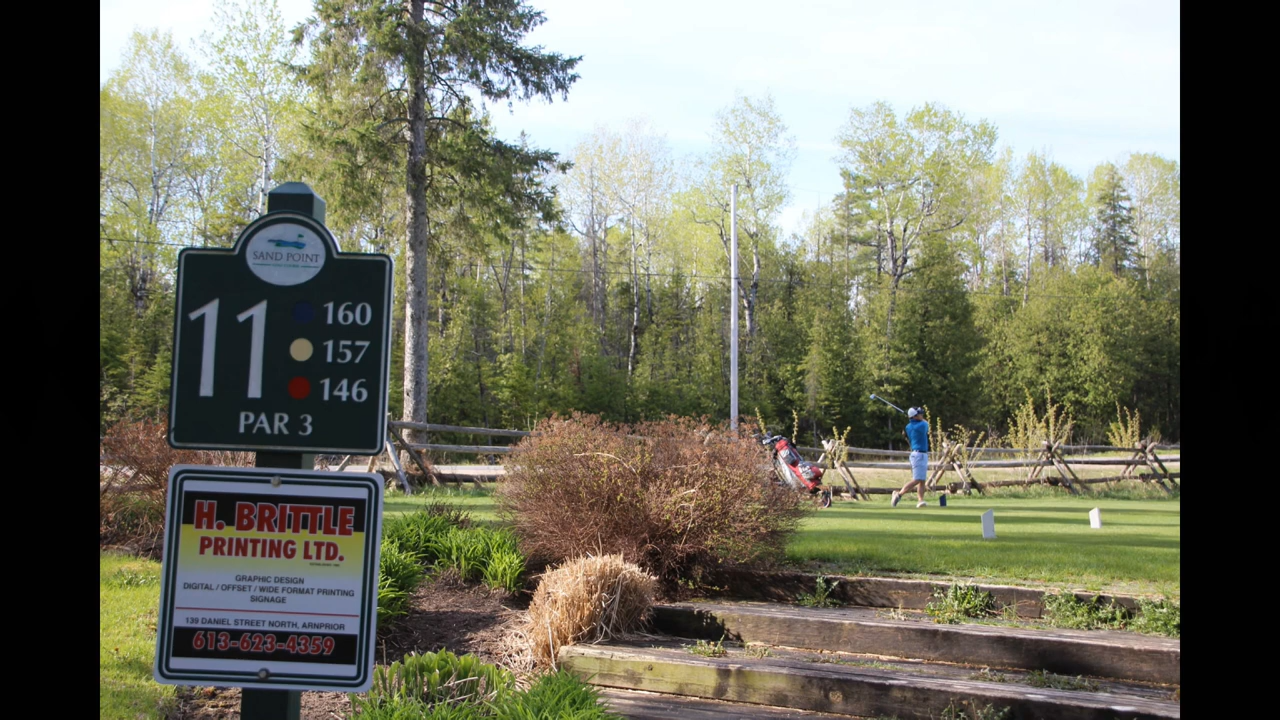 SAND POINT
11
160
157
146
PAR 3
H. BRITTLE
PRINTING LTD.
GRAPHIC DESIGN
DIGITAL / OFFSET / WIDE FORMAT PRINTING
SIGNAGE
139 DANIEL STREET NORTH, ARNPRIOR
613-623-4359